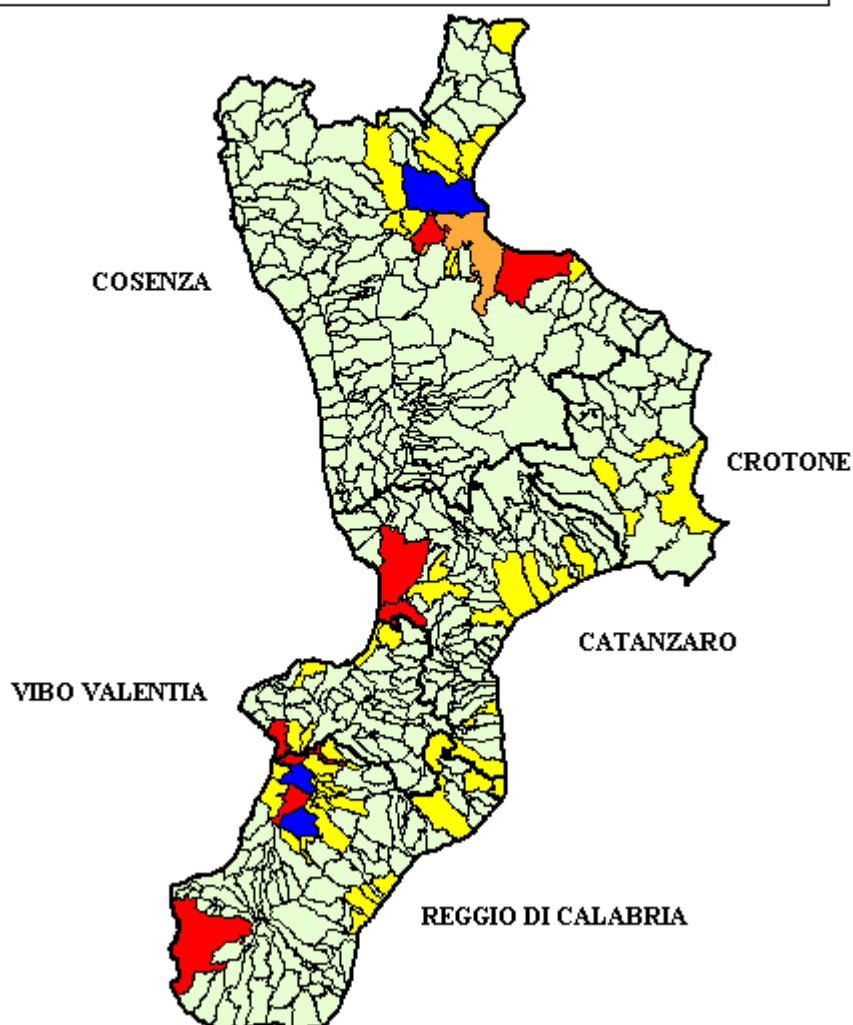 COSENZA
CROTONE
CATANZARO
VIBO VALENTIA
REGGIO DI CALABRIA